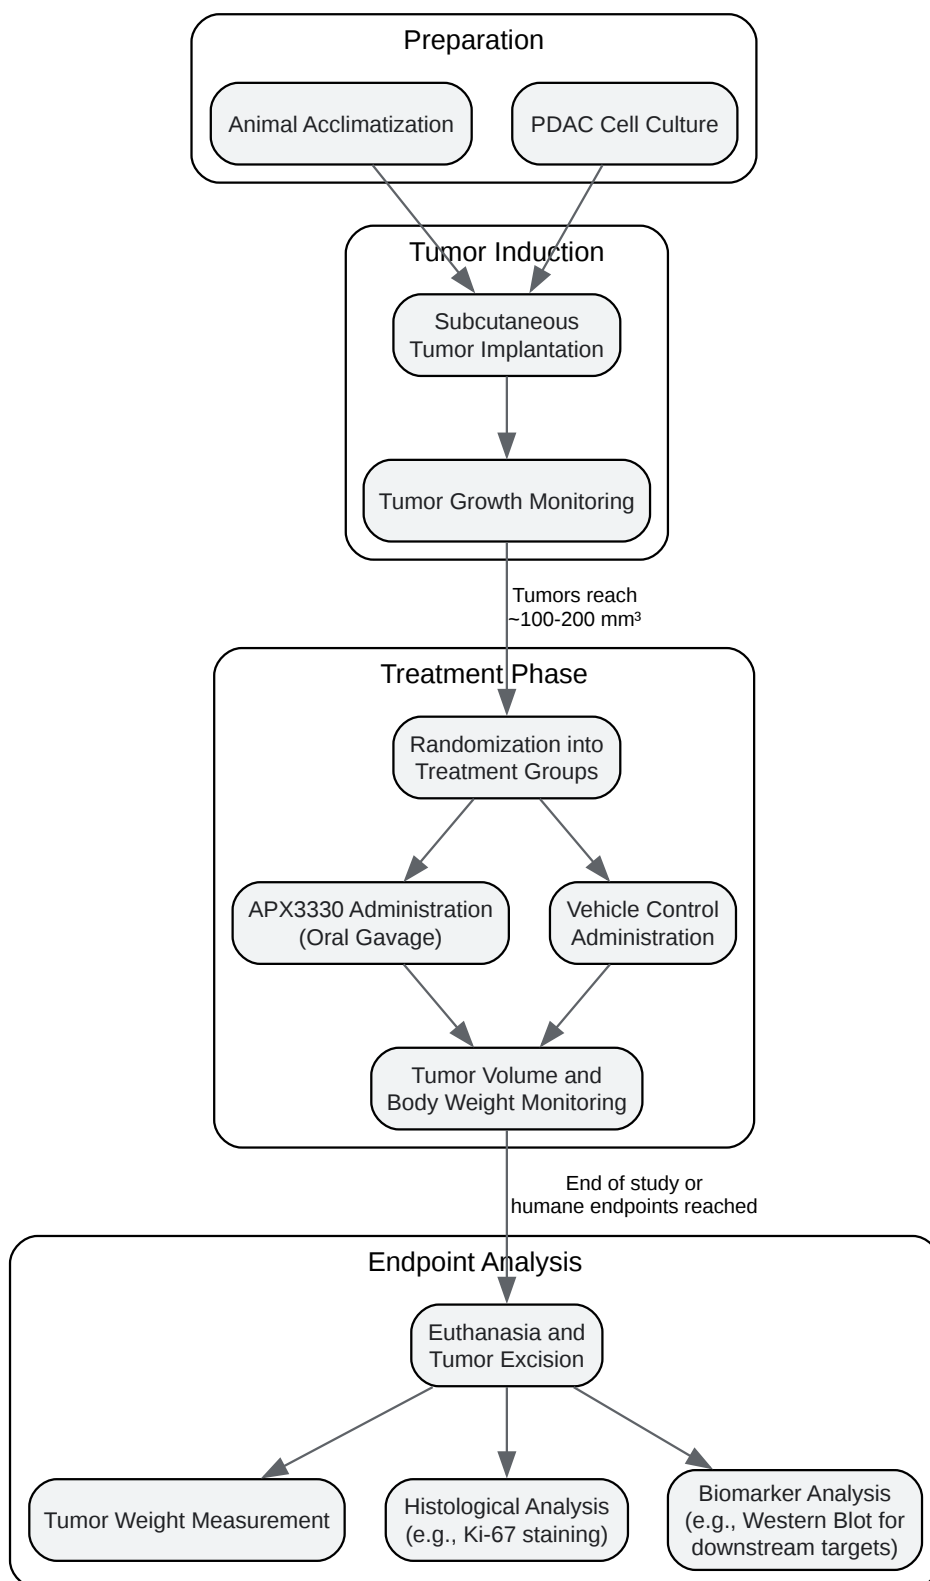 Preparation
Animal Acclimatization
PDAC Cell Culture
Tumor Induction
Subcutaneous
Tumor Implantation
Tumor Growth Monitoring
Tumors reach
~100-200 mm³
Treatment Phase
Randomization into
Treatment Groups
APX3330 Administration
(Oral Gavage)
Vehicle Control
Administration
Tumor Volume and
Body Weight Monitoring
End of study or
humane endpoints reached
Endpoint Analysis
Euthanasia and
Tumor Excision
Tumor Weight Measurement
Histological Analysis
(e.g., Ki-67 staining)
Biomarker Analysis
(e.g., Western Blot for
downstream targets)